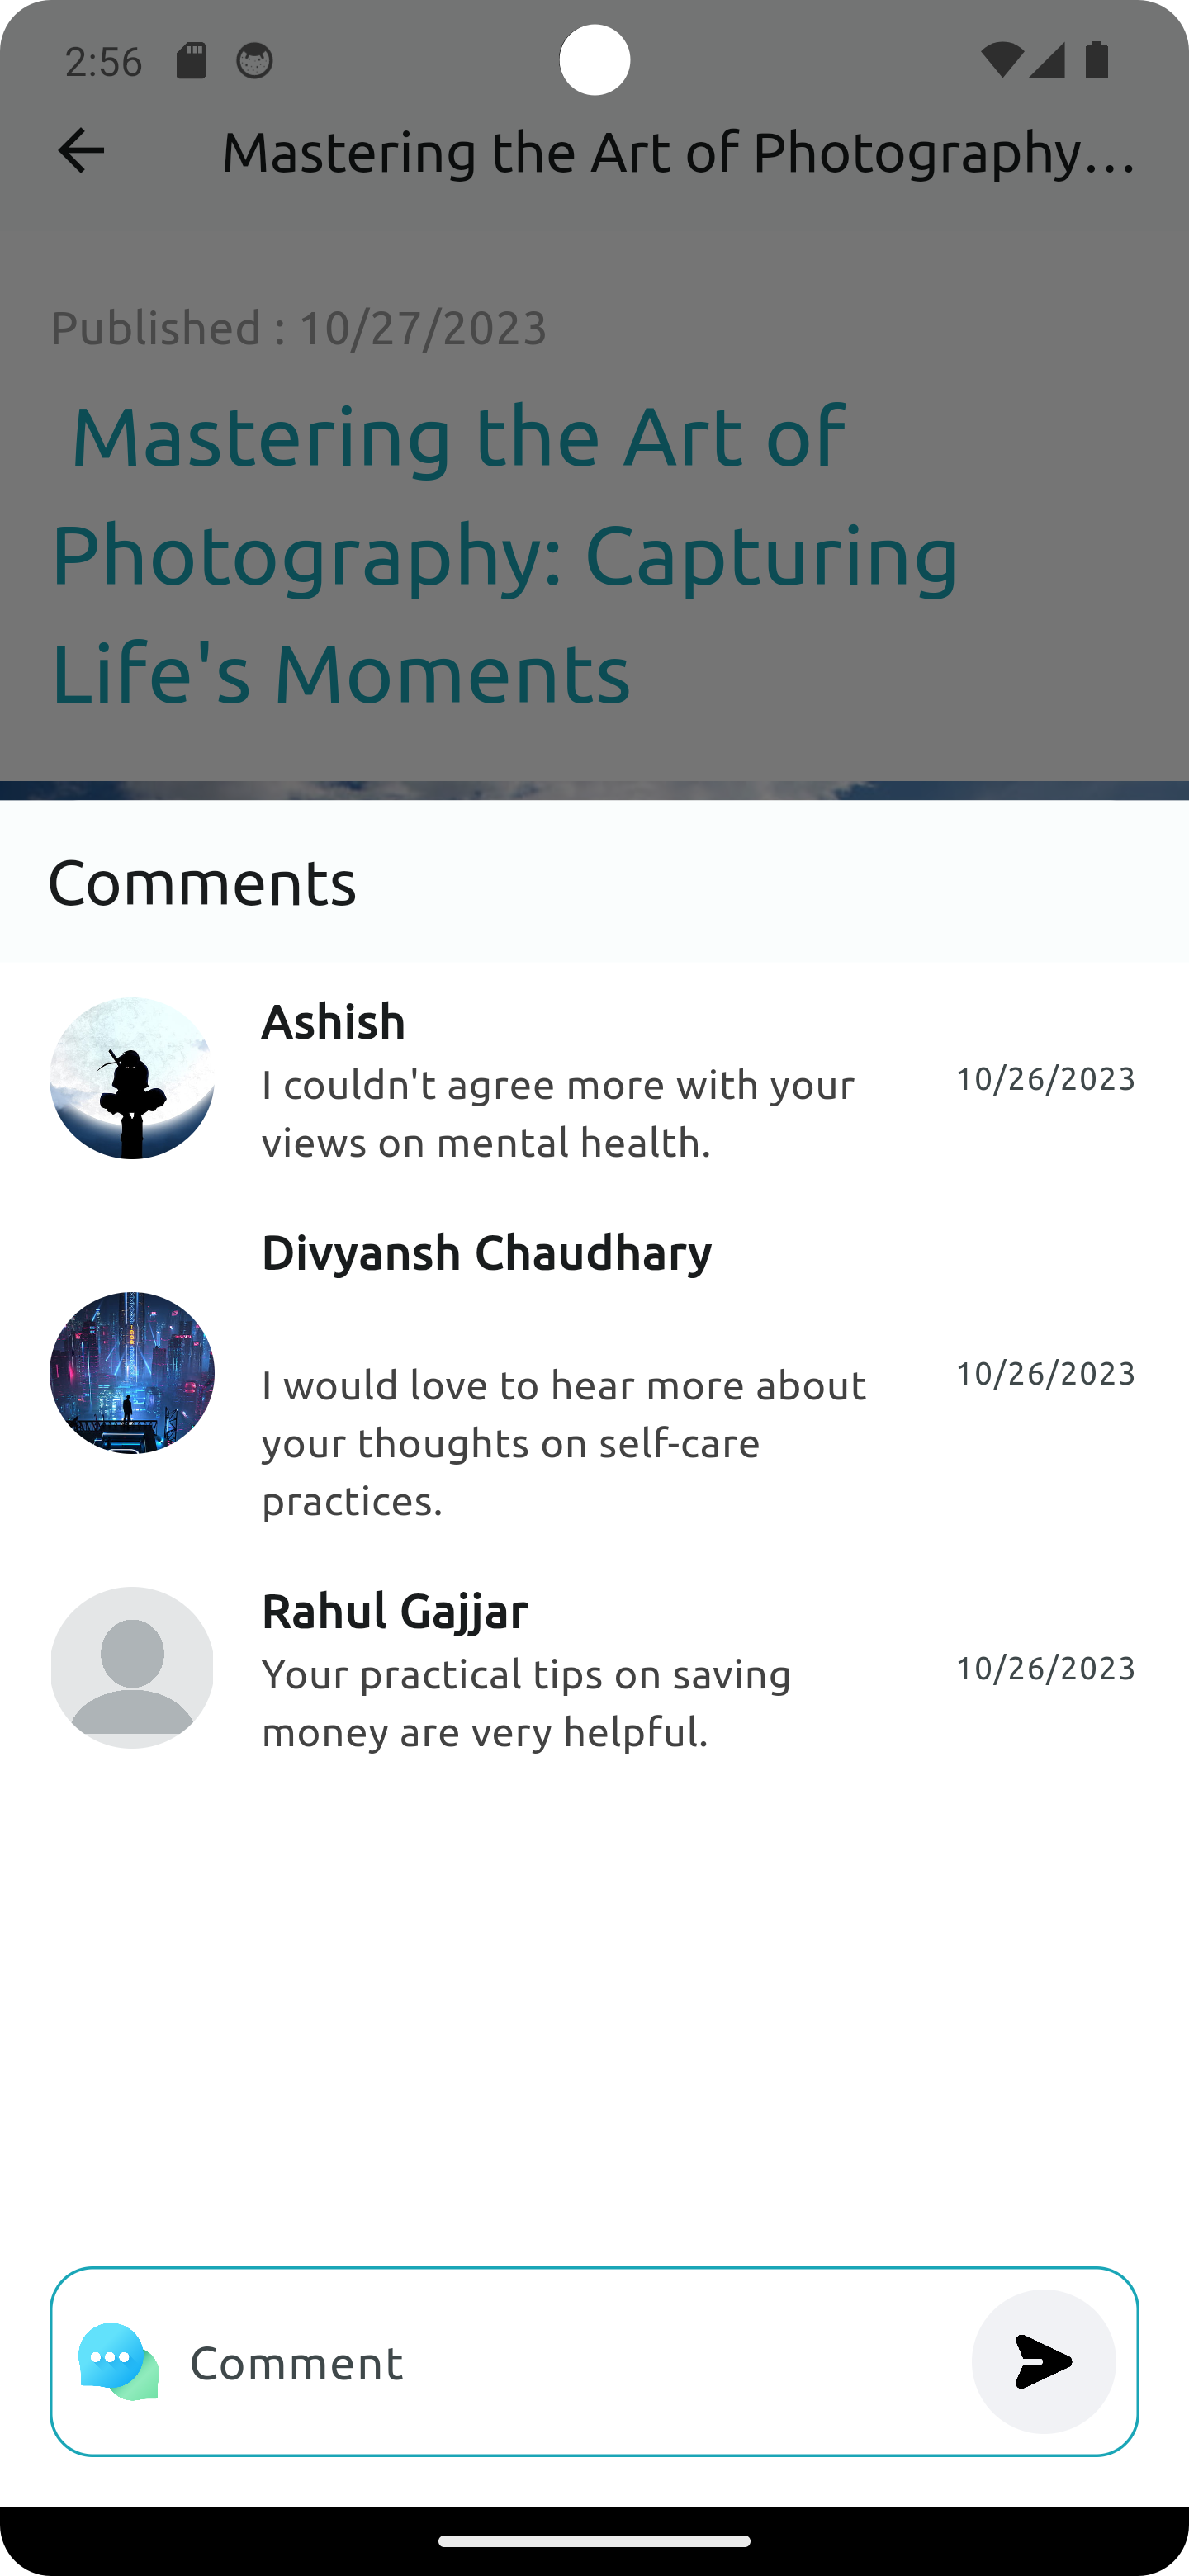 2:56
Mastering the Art of Photography...
Published : 10/27/2023
Mastering the Art of
Photography: Capturing
Life's Moments
Comments
Ashish
I couldn't agree more with your
views on mental health.
10/26/2023
Divyansh Chaudhary
I would love to hear more about
your thoughts on self-care
practices.
10/26/2023
Rahul Gajjar
Your practical tips on saving
money are very helpful.
10/26/2023
Comment